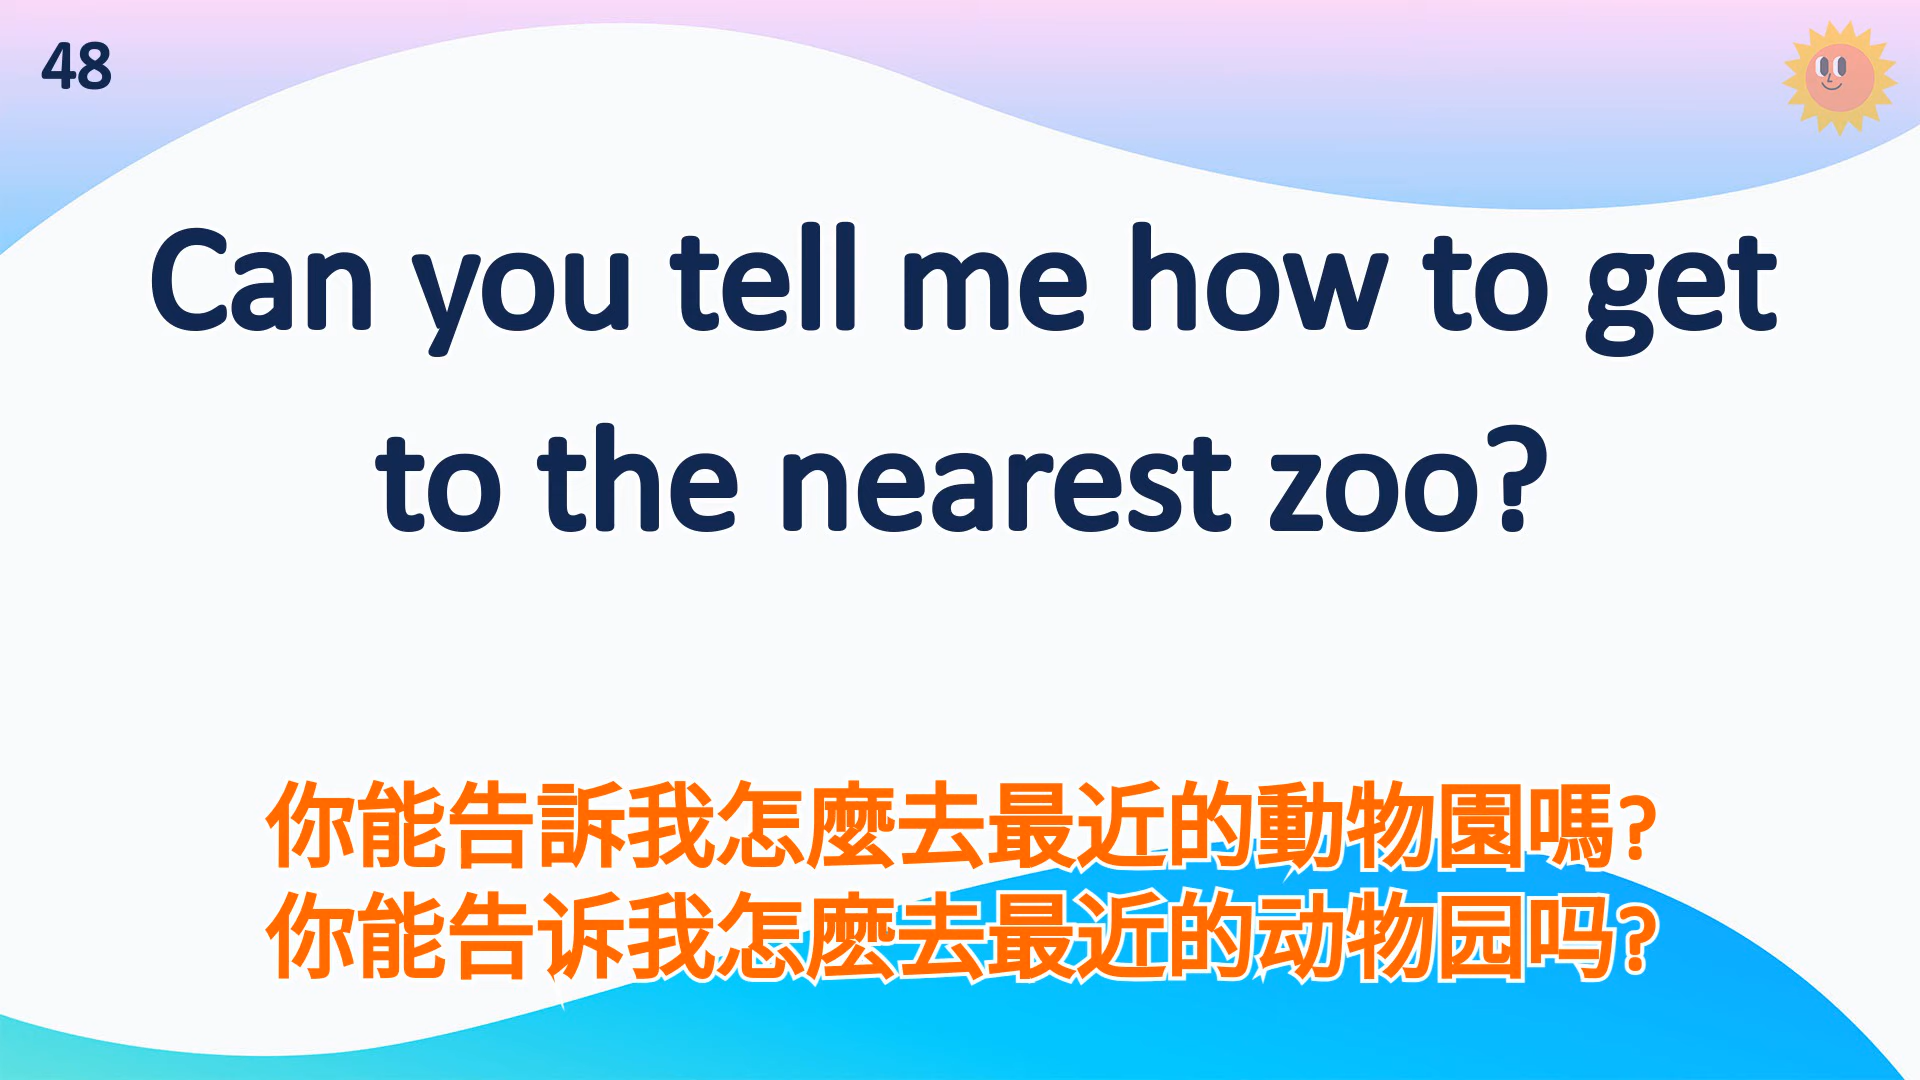 48
Can you tell me how to get
to the nearest zoo?
你能告訴我怎麼去最近的動物園嗎?
你能告诉我怎麽去最近的动物园吗?